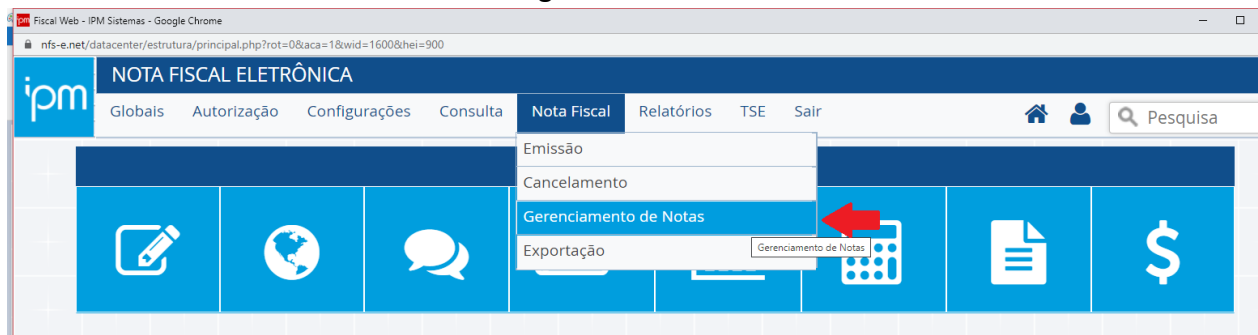 ipm Fiscal Web - IPM Sistemas - Google Chrome
nfs-e.net/datacenter/estrutura/principal.php?rot=0&aca=1&wid=1600&hei=900
ipm
NOTA FISCAL ELETRÔNICA
Globais Autorização Configurações Consulta Nota Fiscal Relatórios TSE Sair Pesquisa
Emissão
Cancelamento
Gerenciamento de Notas
Gerenciamento de Notas
Exportação
$